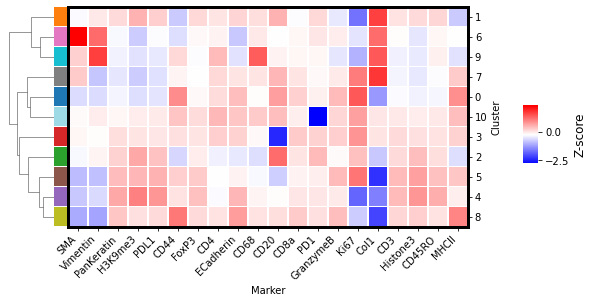 1
6
9
7
0
10
3
2
5
4
8
Cluster
0.0
−2.5
Z-score
SMA
Vimentin
PanKeratin
H3K9me3
PDL1
CD44
FoxP3
CD4
ECadherin
CD68
CD20
CD8a
PD1
GranzymeB
Ki67
Col1
CD3
Histone3
CD45RO
MHCII
Marker